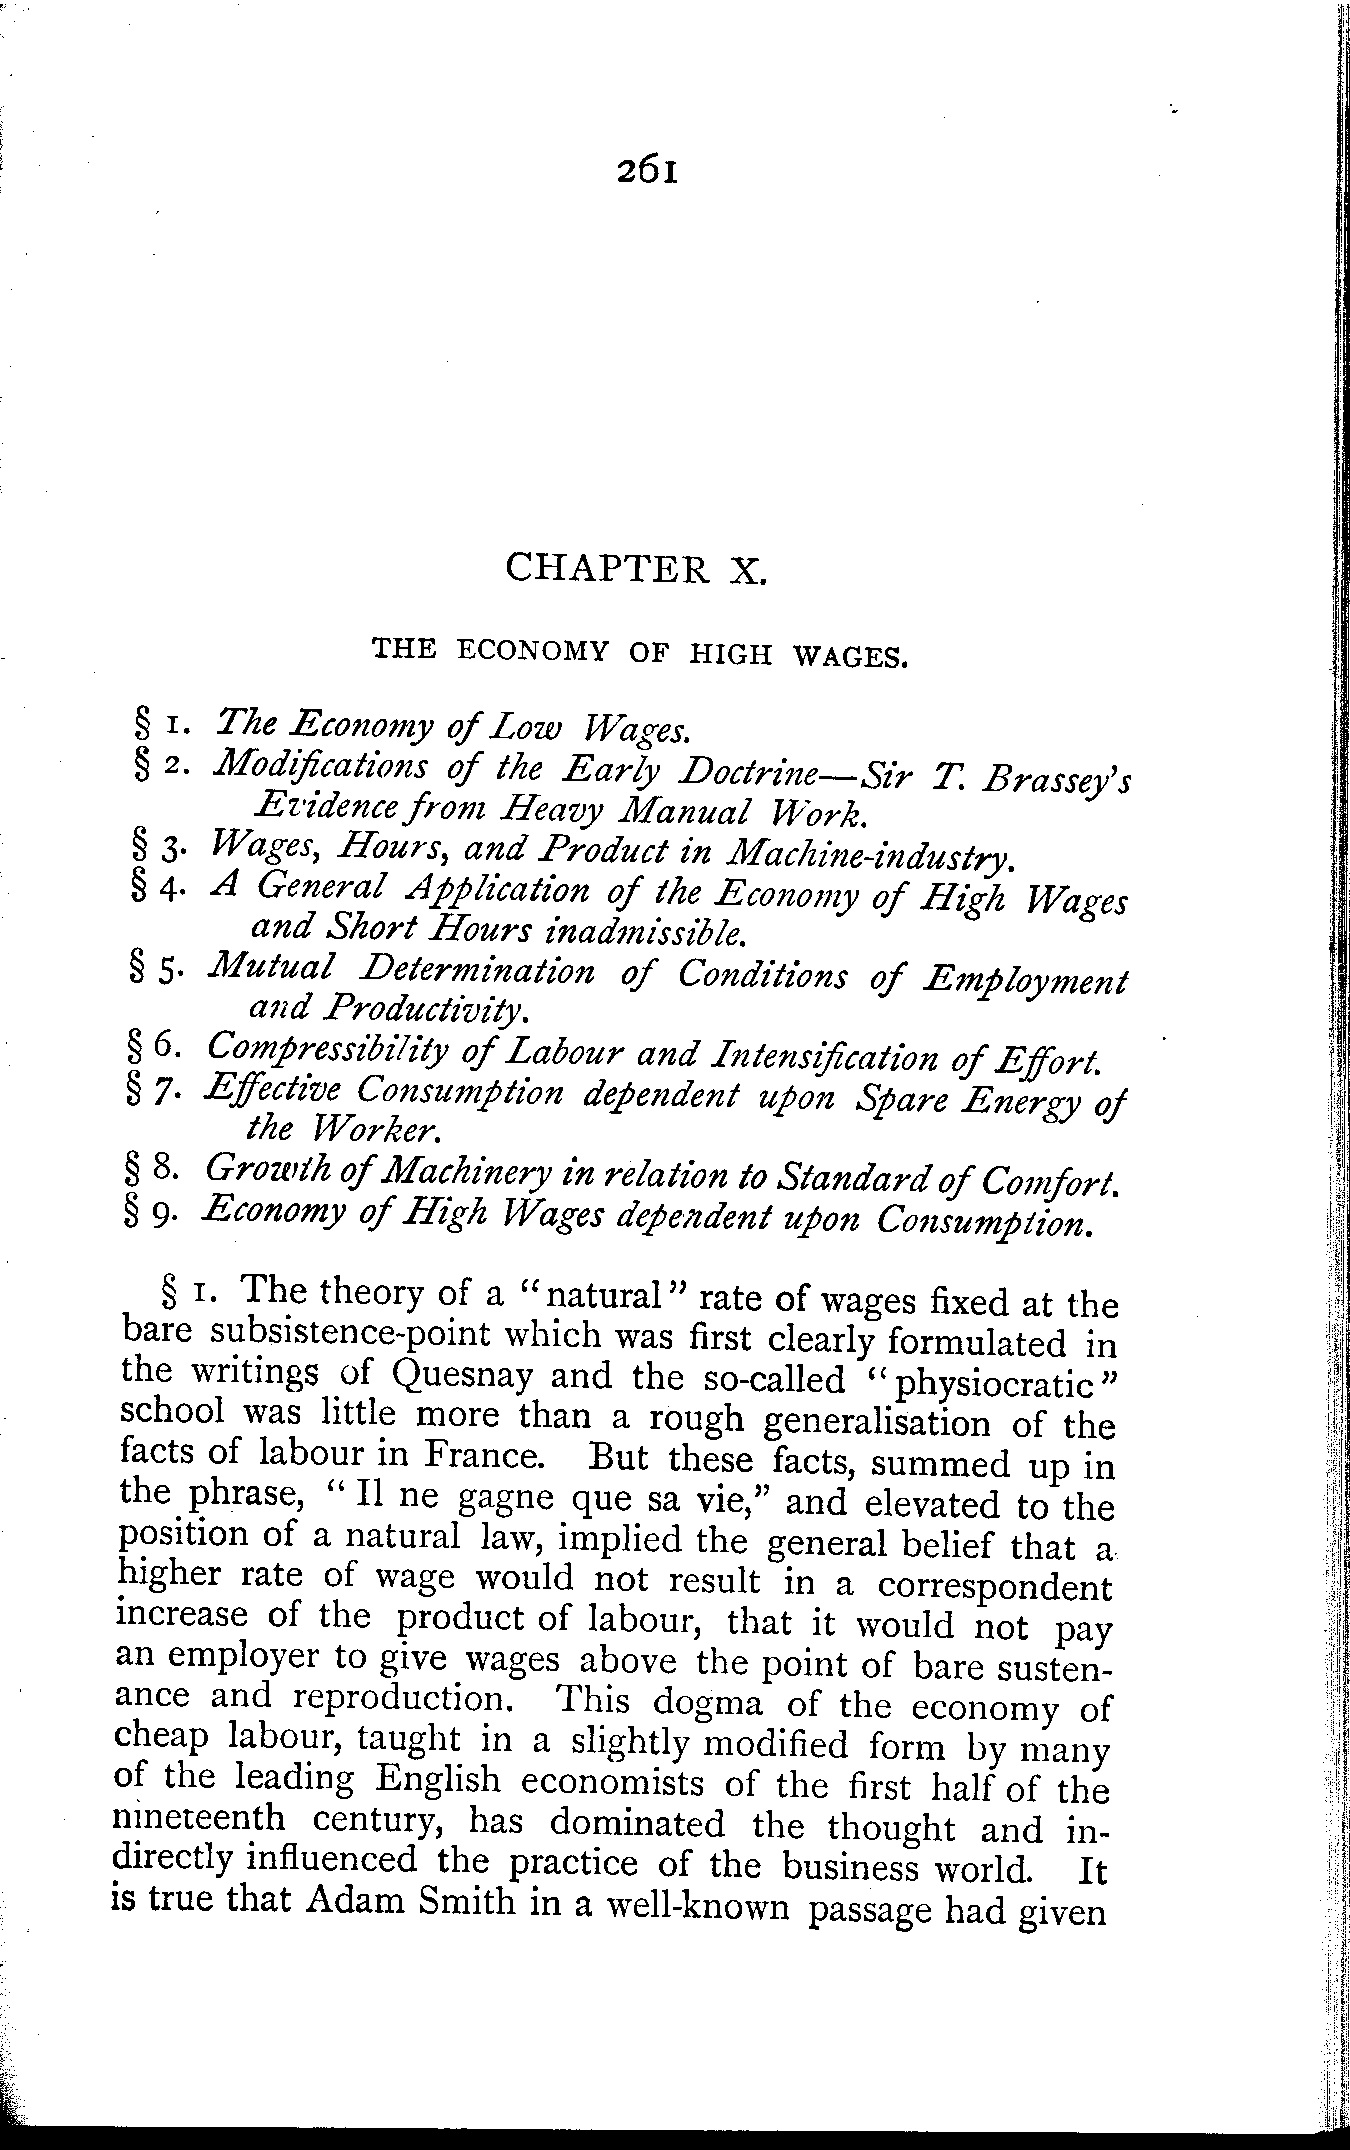 261
CHAPTER X.
THE ECONOMY OF HIGH WAGES.
§ 1. The Economy of Low Wages.
§ 2. Modifications of the Early Doctrine—Sir T. Brassey's
Evidence from Heavy Manual Work.
§ 3. Wages, Hours, and Product in Machine-industry.
§ 4. A General Application of the Economy of High Wages
and Short Hours inadmissible.
§ 5. Mutual Determination of Conditions of Employment
and Productivity.
§ 6. Compressibility of Labour and Intensification of Effort.
§ 7. Effective Consumption dependent upon Spare Energy of
the Worker.
§ 8. Growth of Machinery in relation to Standard of Comfort.
§ 9. Economy of High Wages dependent upon Consumption.
§ 1. The theory of a "natural" rate of wages fixed at the
bare subsistence-point which was first clearly formulated in
the writings of Quesnay and the so-called "physiocratic"
school was little more than a rough generalisation of the
facts of labour in France. But these facts, summed up in
the phrase, "Il ne gagne que sa vie," and elevated to the
position of a natural law, implied the general belief that a
higher rate of wage would not result in a correspondent
increase of the product of labour, that it would not pay
an employer to give wages above the point of bare susten-
ance and reproduction. This dogma of the economy of
cheap labour, taught in a slightly modified form by many
of the leading English economists of the first half of the
nineteenth century, has dominated the thought and in-
directly influenced the practice of the business world. It
is true that Adam Smith in a well-known passage had given